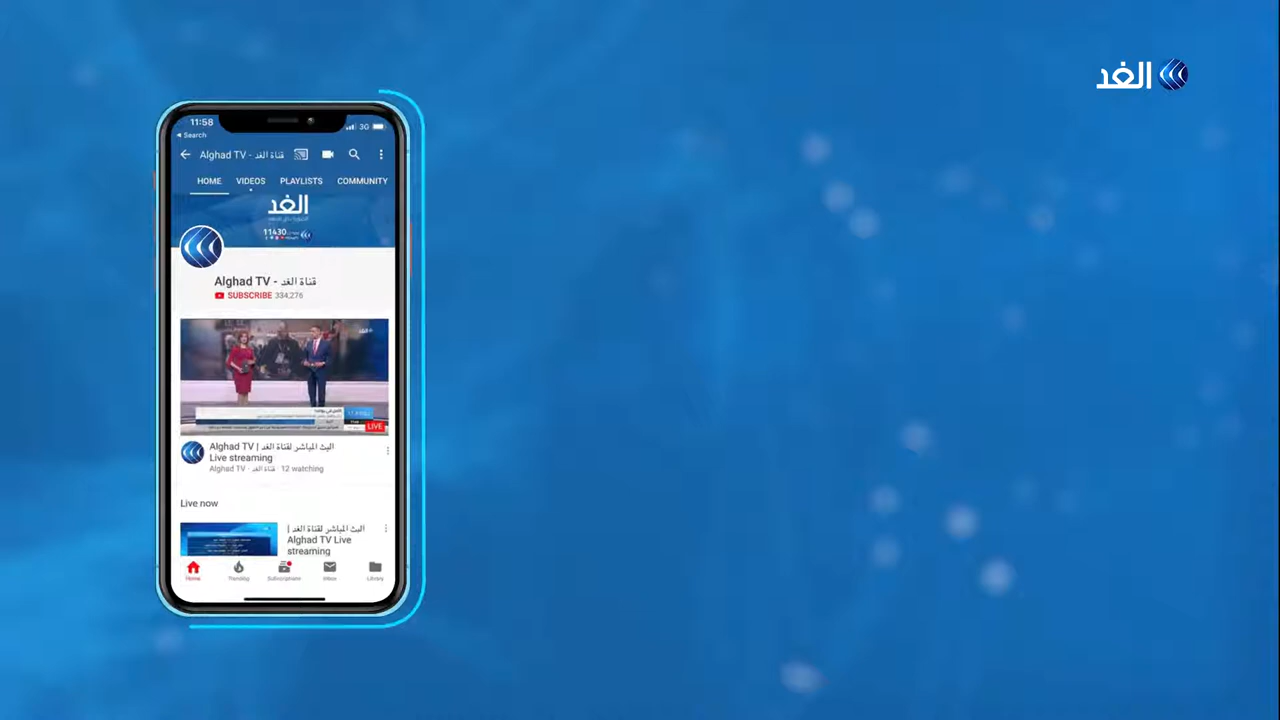 الغد
11:58
3G
Search
Alghad TV - قناة الغد
HOME VIDEOS PLAYLISTS COMMUNITY
الغد
11430
Alghad TV - قناة الغد
SUBSCRIBE 334,276
LIVE
Alghad TV | البث المباشر لقناة الغد
Live streaming
Alghad TV - قناة الغد · 12 watching
Live now
البث المباشر لقناة الغد |
Alghad TV Live
streaming
Home Trending Subscriptions Inbox Library